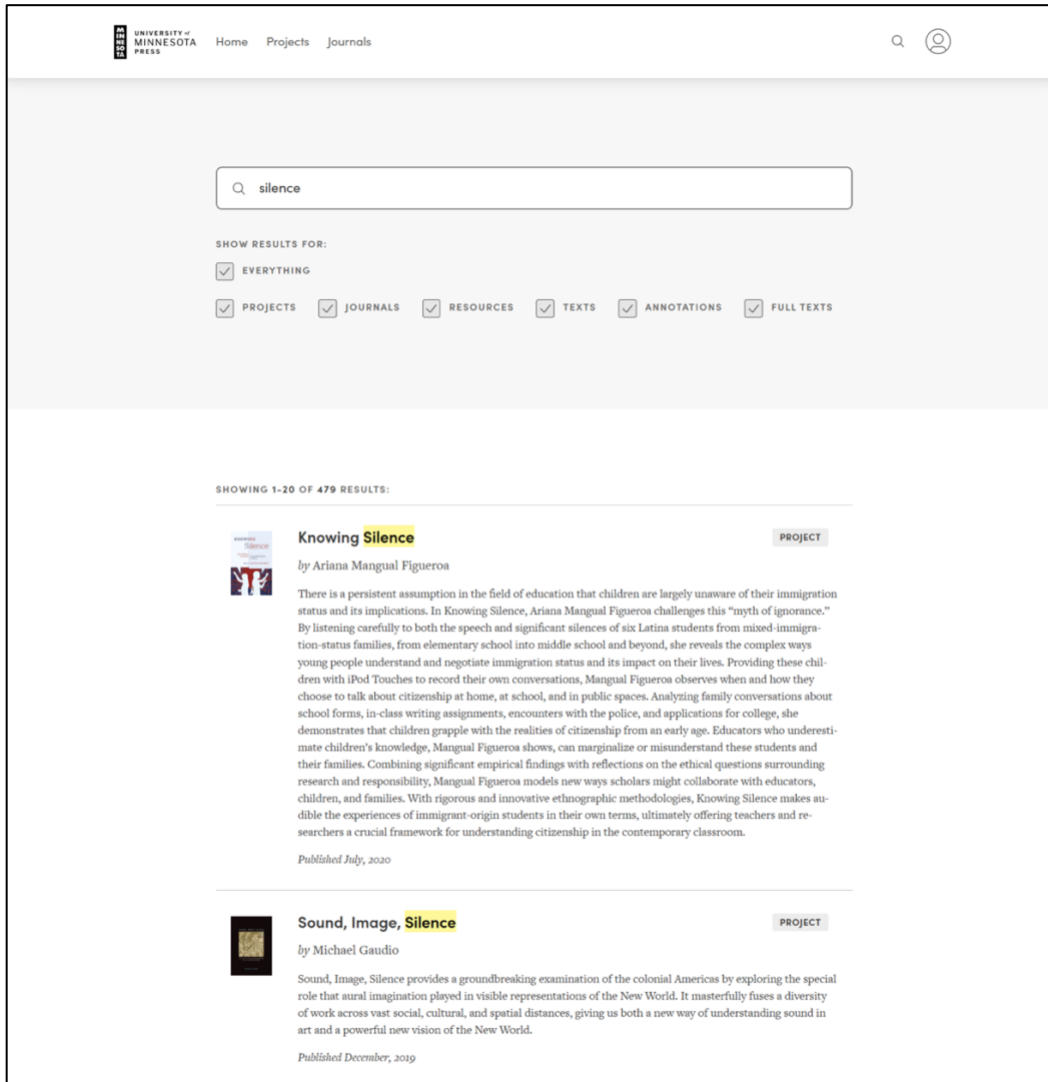 MINNESOTA
UNIVERSITY of
MINNESOTA
PRESS
Home Projects Journals
silence
SHOW RESULTS FOR:
EVERYTHING
PROJECTS JOURNALS RESOURCES TEXTS ANNOTATIONS FULL TEXTS
SHOWING 1-20 OF 479 RESULTS:
KNOWING
Silence
Knowing Silence
PROJECT
by Ariana Mangual Figueroa
There is a persistent assumption in the field of education that children are largely unaware of their immigration
status and its implications. In Knowing Silence, Ariana Mangual Figueroa challenges this “myth of ignorance.”
By listening carefully to both the speech and significant silences of six Latina students from mixed-immigra-
tion-status families, from elementary school into middle school and beyond, she reveals the complex ways
young people understand and negotiate immigration status and its impact on their lives. Providing these chil-
dren with iPod Touches to record their own conversations, Mangual Figueroa observes when and how they
choose to talk about citizenship at home, at school, and in public spaces. Analyzing family conversations about
school forms, in-class writing assignments, encounters with the police, and applications for college, she
demonstrates that children grapple with the realities of citizenship from an early age. Educators who underesti-
mate children’s knowledge, Mangual Figueroa shows, can marginalize or misunderstand these students and
their families. Combining significant empirical findings with reflections on the ethical questions surrounding
research and responsibility, Mangual Figueroa models new ways scholars might collaborate with educators,
children, and families. With rigorous and innovative ethnographic methodologies, Knowing Silence makes au-
dible the experiences of immigrant-origin students in their own terms, ultimately offering teachers and re-
searchers a crucial framework for understanding citizenship in the contemporary classroom.
Published July, 2020
Sound, Image, Silence
PROJECT
by Michael Gaudio
Sound, Image, Silence provides a groundbreaking examination of the colonial Americas by exploring the special
role that aural imagination played in visible representations of the New World. It masterfully fuses a diversity
of work across vast social, cultural, and spatial distances, giving us both a new way of understanding sound in
art and a powerful new vision of the New World.
Published December, 2019